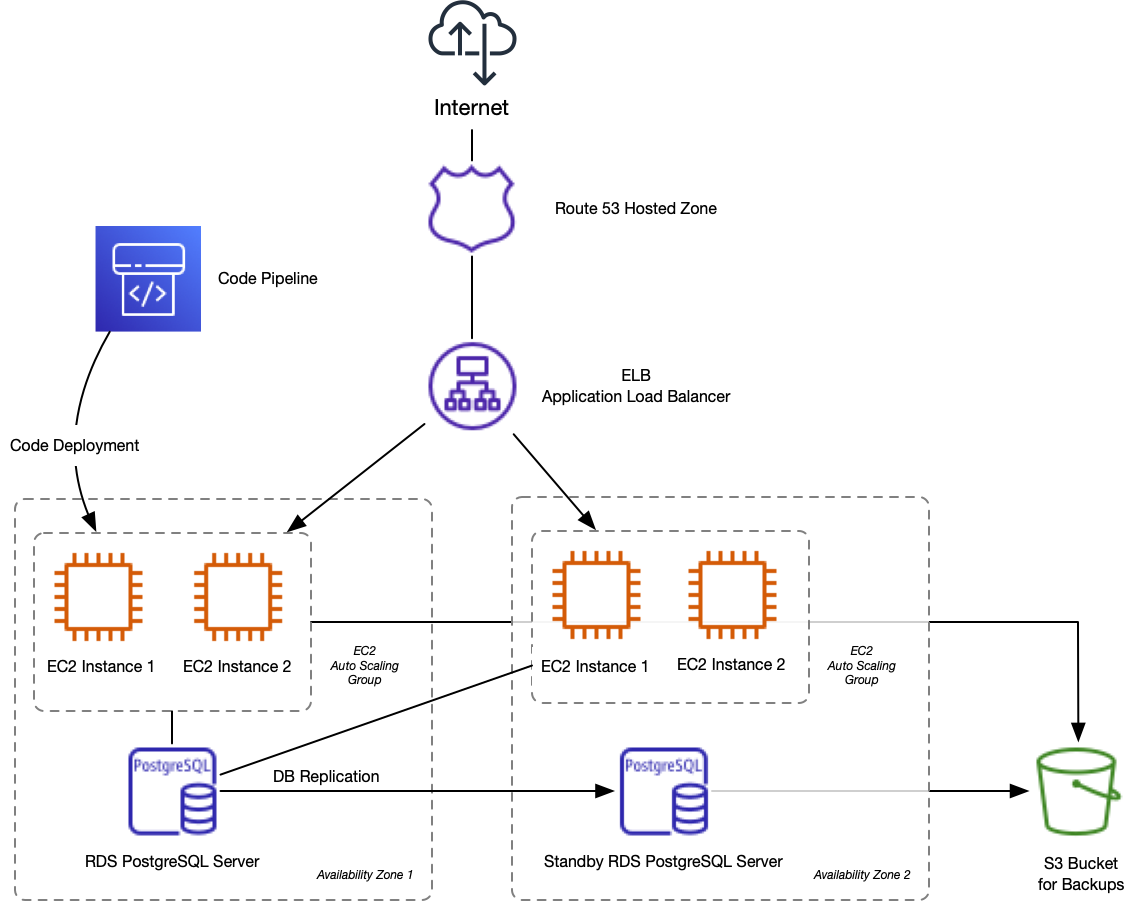 Internet
Route 53 Hosted Zone
Code Pipeline
ELB
Application Load Balancer
Code Deployment
EC2 Instance 1
EC2 Instance 2
EC2
Auto Scaling
Group
EC2 Instance 1
EC2 Instance 2
EC2
Auto Scaling
Group
PostgreSQL
DB Replication
PostgreSQL
RDS PostgreSQL Server
Availability Zone 1
Standby RDS PostgreSQL Server
Availability Zone 2
S3 Bucket
for Backups